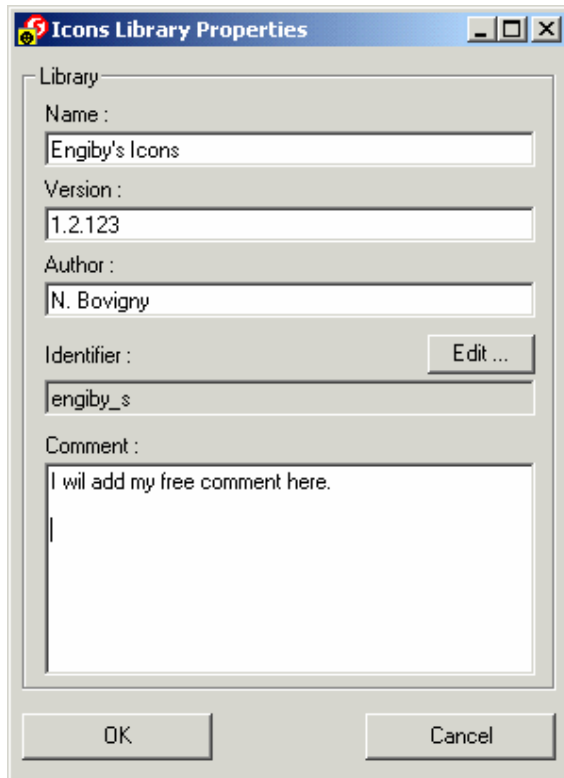 Icons Library Properties
Library
Name :
Engiby's Icons
Version :
1.2.123
Author :
N. Bovigny
Identifier :
Edit ...
engiby_s
Comment :
I wil add my free comment here.
OK
Cancel